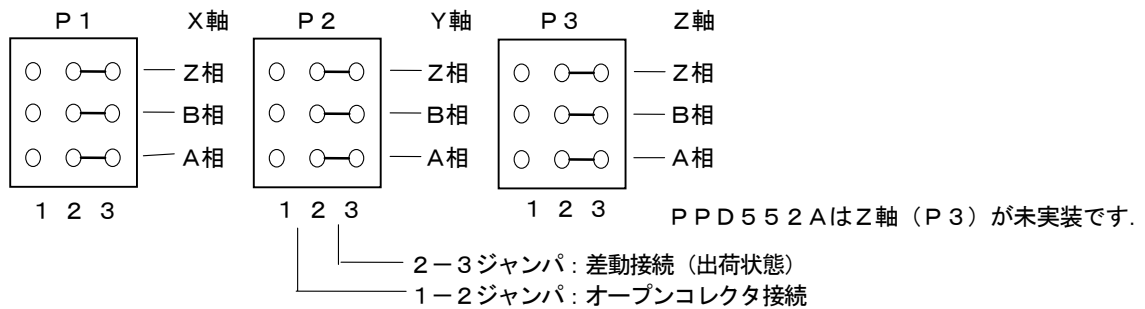 P1 X軸 P2 Y軸 P3 Z軸
Z相 Z相 Z相
B相 B相 B相
A相 A相 A相
1 2 3 1 2 3 1 2 3
PPD552AはZ軸（P3）が未実装です.
2－3ジャンパ：差動接続（出荷状態）
1－2ジャンパ：オープンコレクタ接続